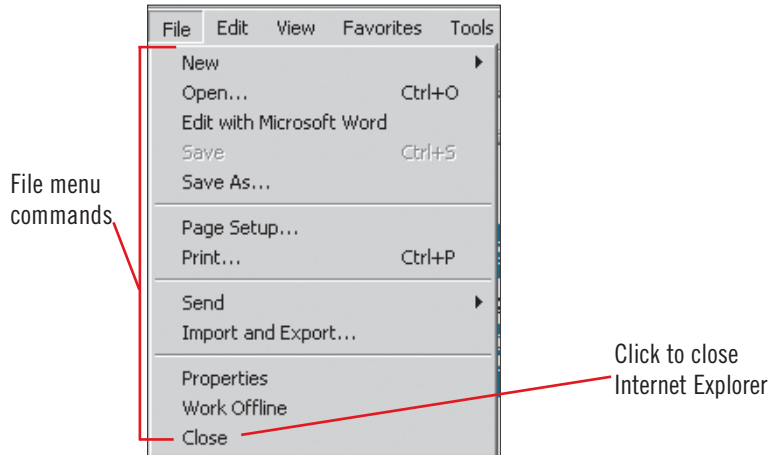 File Edit View Favorites Tools
New
Open... Ctrl+O
Edit with Microsoft Word
Save Ctrl+S
Save As...
Page Setup...
Print... Ctrl+P
Send
Import and Export...
Properties
Work Offline
Close
File menu
commands
Click to close
Internet Explorer